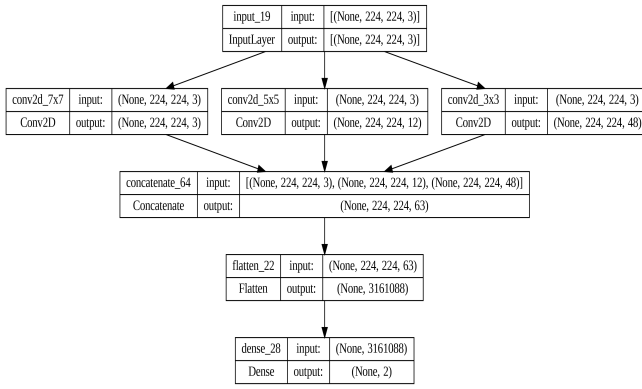 input_19 input: [(None, 224, 224, 3)]
InputLayer output: [(None, 224, 224, 3)]
conv2d_7x7 input: (None, 224, 224, 3)
Conv2D output: (None, 224, 224, 3)
conv2d_5x5 input: (None, 224, 224, 3)
Conv2D output: (None, 224, 224, 12)
conv2d_3x3 input: (None, 224, 224, 3)
Conv2D output: (None, 224, 224, 48)
concatenate_64 input: [(None, 224, 224, 3), (None, 224, 224, 12), (None, 224, 224, 48)]
Concatenate output: (None, 224, 224, 63)
flatten_22 input: (None, 224, 224, 63)
Flatten output: (None, 3161088)
dense_28 input: (None, 3161088)
Dense output: (None, 2)